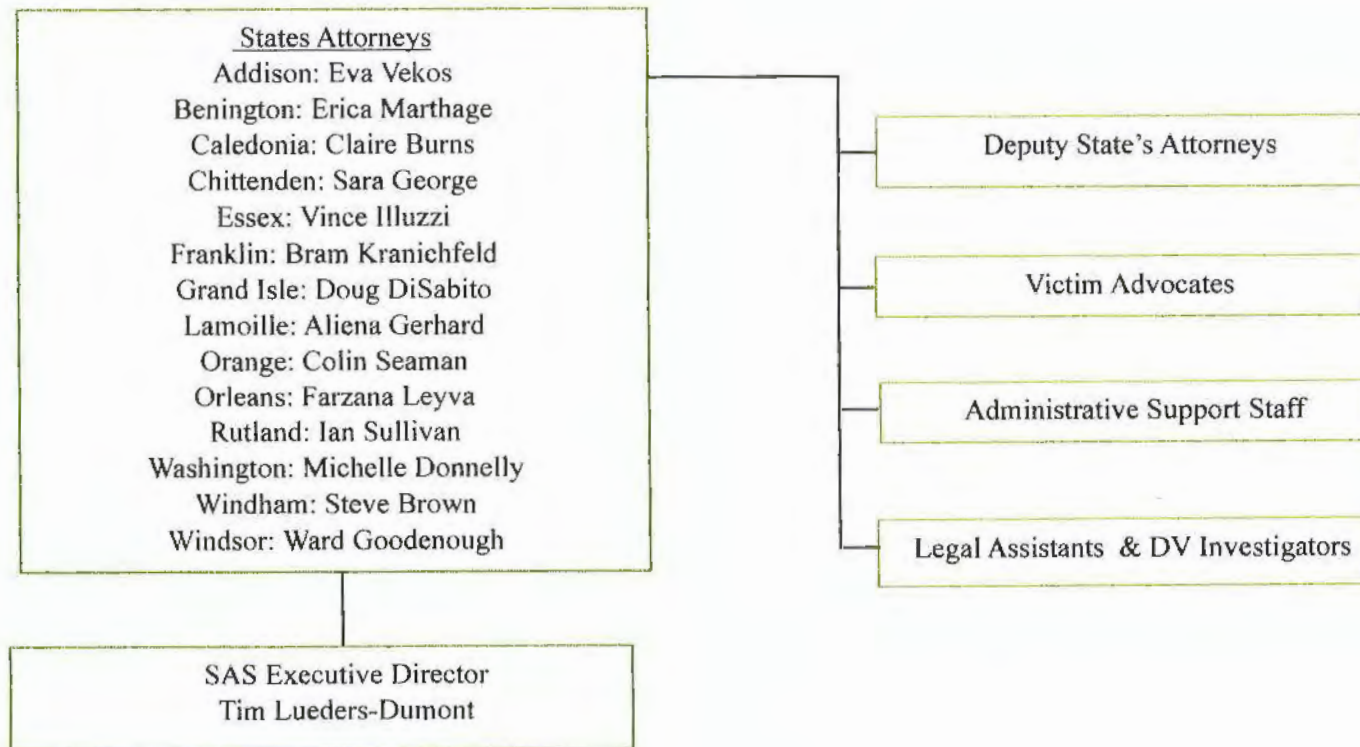 States Attorneys
Addison: Eva Vekos
Benington: Erica Marthage
Caledonia: Claire Burns
Chittenden: Sara George
Essex: Vince Illuzzi
Franklin: Bram Kranichfeld
Grand Isle: Doug DiSabito
Lamoille: Aliena Gerhard
Orange: Colin Seaman
Orleans: Farzana Leyva
Rutland: Ian Sullivan
Washington: Michelle Donnelly
Windham: Steve Brown
Windsor: Ward Goodenough
SAS Executive Director
Tim Lueders-Dumont
Deputy State’s Attorneys
Victim Advocates
Administrative Support Staff
Legal Assistants & DV Investigators